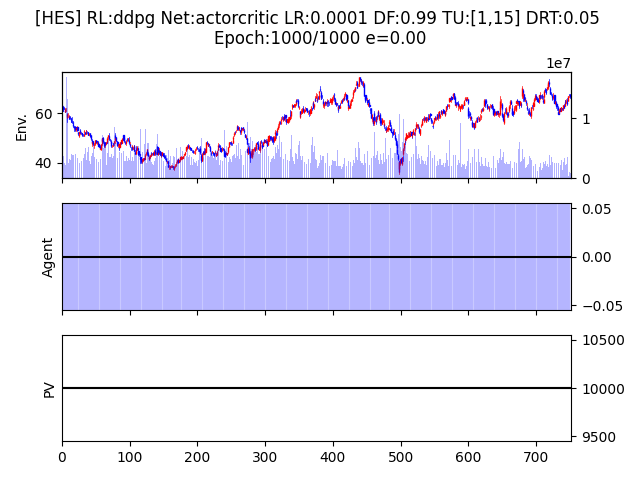 [HES] RL:ddpg Net:actorcritic LR:0.0001 DF:0.99 TU:[1,15] DRT:0.05
Epoch:1000/1000 e=0.00
1e7
Env.
60
40
1
0
Agent
0.05
0.00
−0.05
PV
10500
10000
9500
0 100 200 300 400 500 600 700